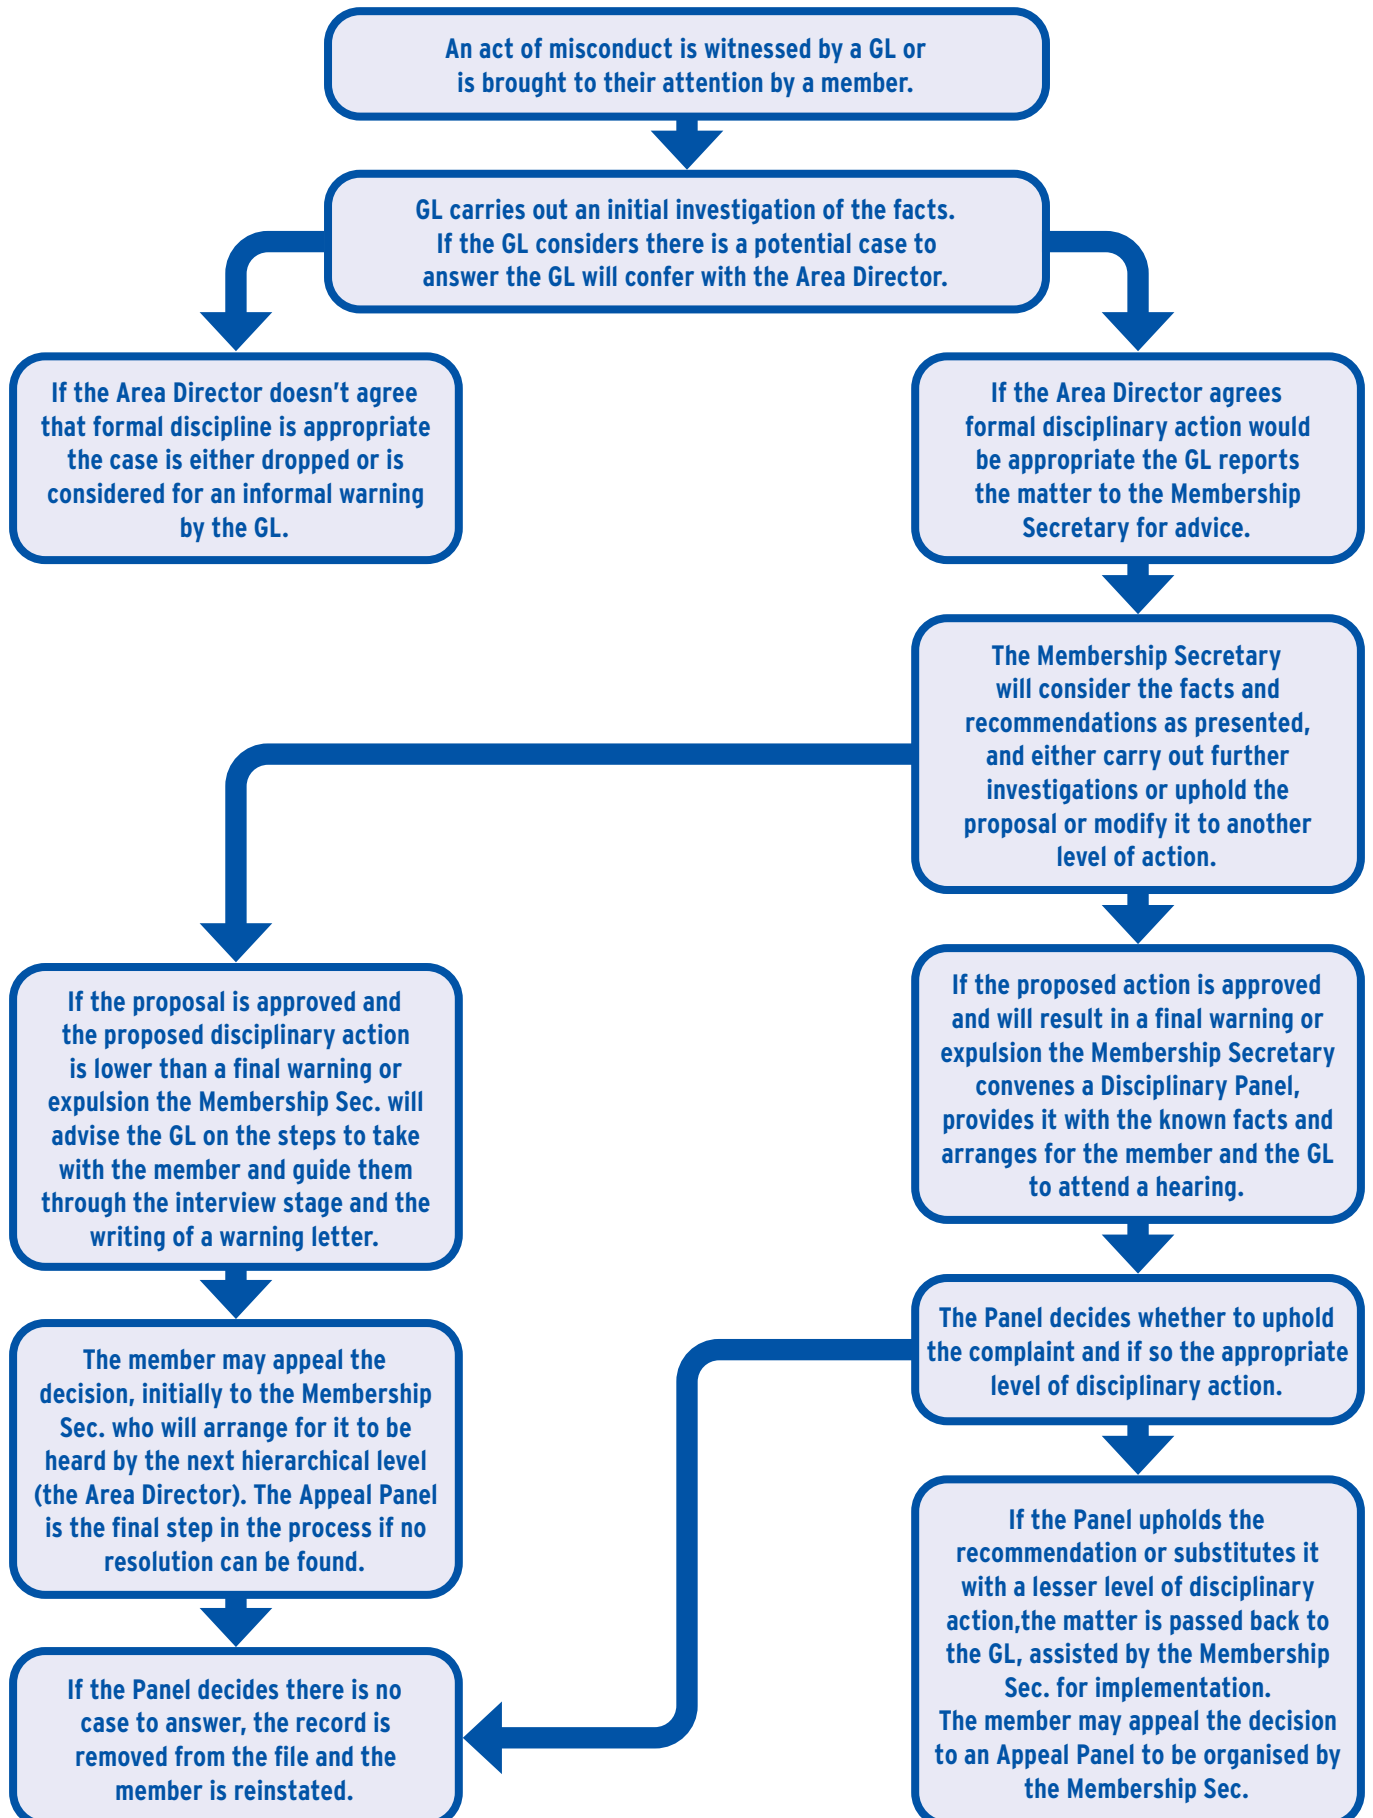 An act of misconduct is witnessed by a GL or
is brought to their attention by a member.
GL carries out an initial investigation of the facts.
If the GL considers there is a potential case to
answer the GL will confer with the Area Director.
If the Area Director doesn’t agree
that formal discipline is appropriate
the case is either dropped or is
considered for an informal warning
by the GL.
If the Area Director agrees
formal disciplinary action would
be appropriate the GL reports
the matter to the Membership
Secretary for advice.
The Membership Secretary
will consider the facts and
recommendations as presented,
and either carry out further
investigations or uphold the
proposal or modify it to another
level of action.
If the proposal is approved and
the proposed disciplinary action
is lower than a final warning or
expulsion the Membership Sec. will
advise the GL on the steps to take
with the member and guide them
through the interview stage and the
writing of a warning letter.
If the proposed action is approved
and will result in a final warning or
expulsion the Membership Secretary
convenes a Disciplinary Panel,
provides it with the known facts and
arranges for the member and the GL
to attend a hearing.
The Panel decides whether to uphold
the complaint and if so the appropriate
level of disciplinary action.
The member may appeal the
decision, initially to the Membership
Sec. who will arrange for it to be
heard by the next hierarchical level
(the Area Director). The Appeal Panel
is the final step in the process if no
resolution can be found.
If the Panel upholds the
recommendation or substitutes it
with a lesser level of disciplinary
action,the matter is passed back to
the GL, assisted by the Membership
Sec. for implementation.
The member may appeal the decision
to an Appeal Panel to be organised by
the Membership Sec.
If the Panel decides there is no
case to answer, the record is
removed from the file and the
member is reinstated.